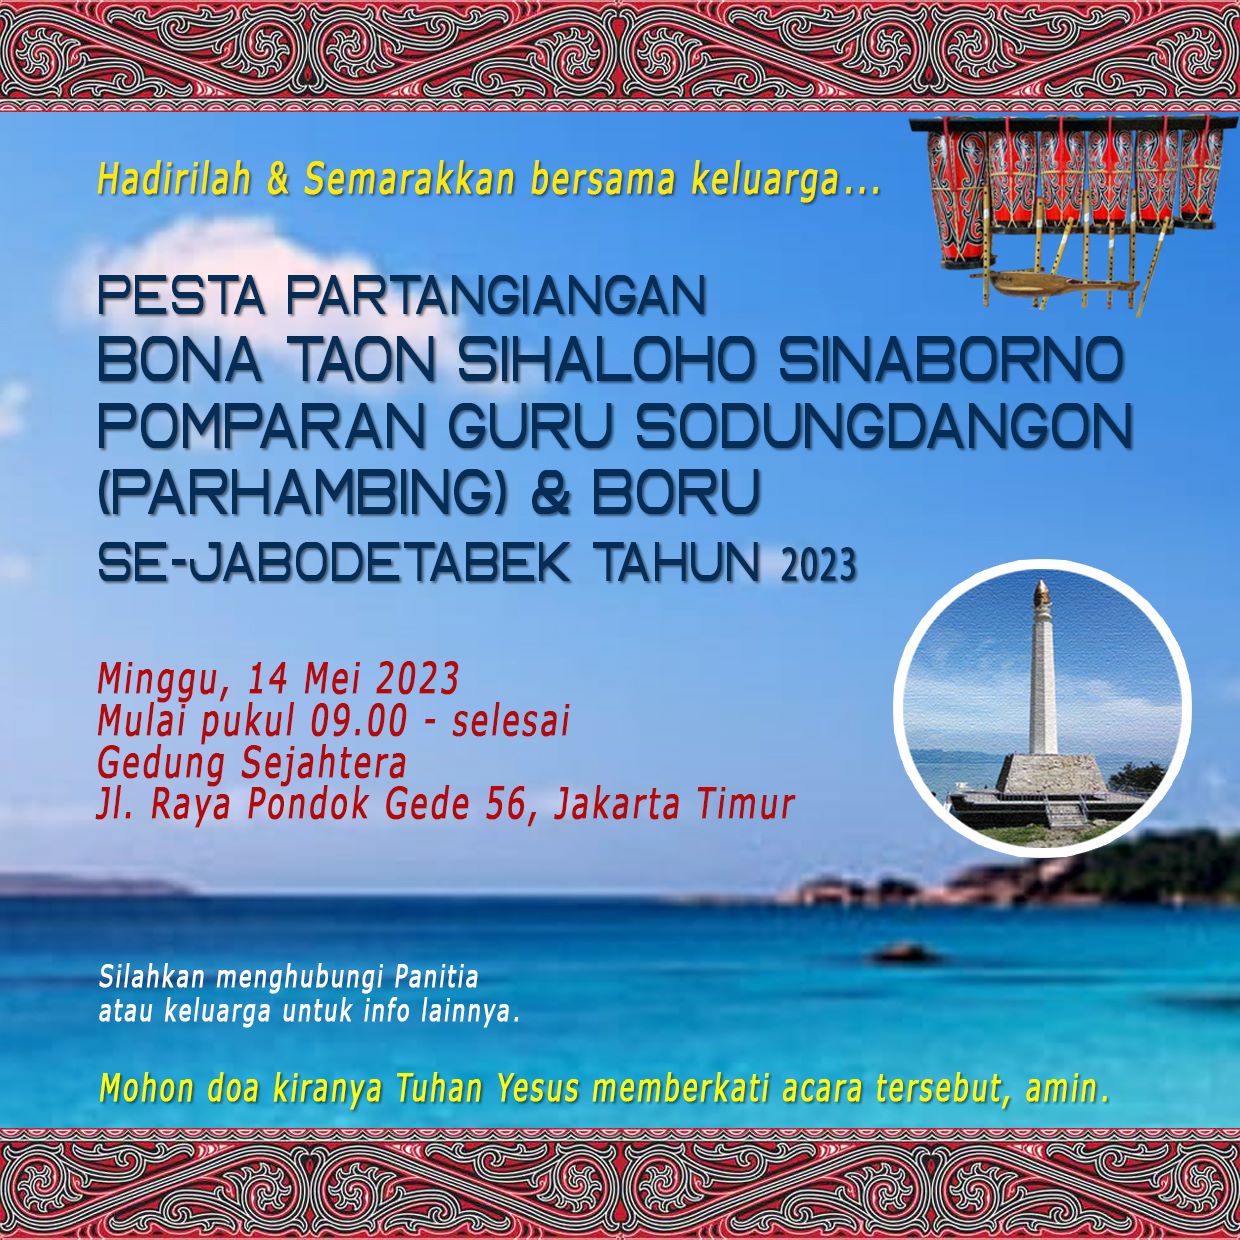 Hadirilah & Semarakkan bersama keluarga...
PESTA PARTANGIANGAN
BONA TAON SIHALOHO SINABORNO
POMPARAN GURU SODUNGDANGON
(PARHAMBING) & BORU
SE-JABODETABEK TAHUN 2023
Minggu, 14 Mei 2023
Mulai pukul 09.00 - selesai
Gedung Sejahtera
Jl. Raya Pondok Gede 56, Jakarta Timur
Silahkan menghubungi Panitia
atau keluarga untuk info lainnya.
Mohon doa kiranya Tuhan Yesus memberkati acara tersebut, amin.